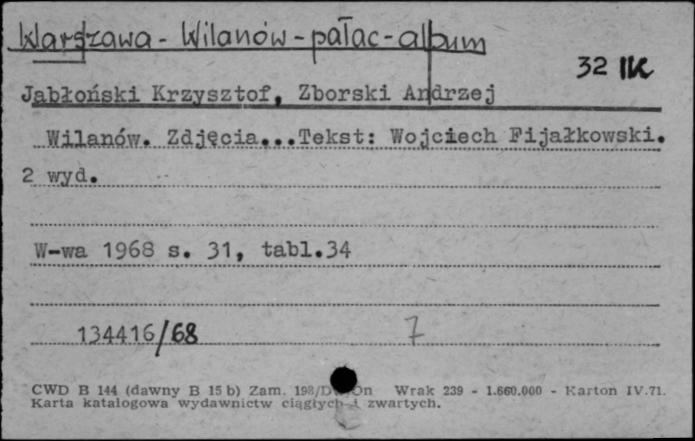 Warszawa - Wilanów - pałac - album
32 IK
Jabłoński Krzysztof, Zborski Andrzej
Wilanów. Zdjęcia...Tekst: Wojciech Fijałkowski.
2 wyd.
W-wa 1968 s. 31, tabl.34
134416/68 7
CWD B 144 (dawny B 15 b) Zam. Wrak 239 - 1.660.000 - Karton IV.71.
Karta katalogowa wydawnictw ciągłych i zwartych.